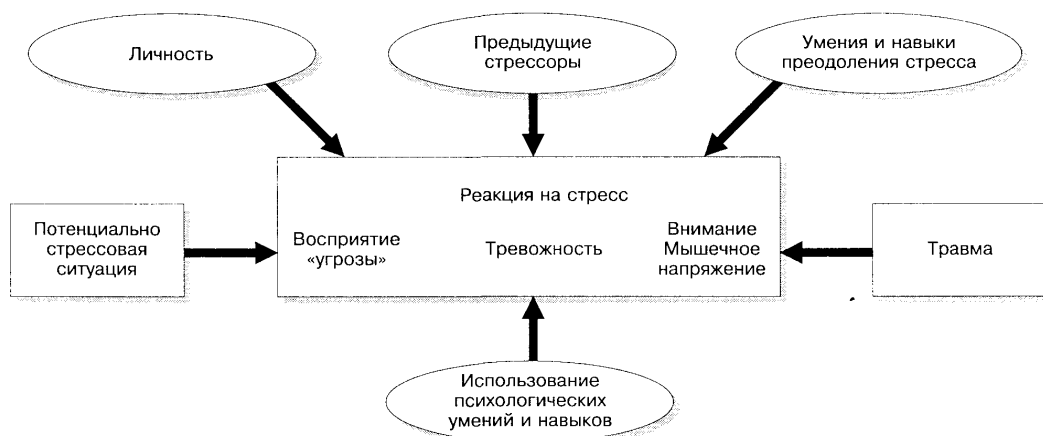 Личность
Предыдущие
стрессоры
Умения и навыки
преодоления стресса
Реакция на стресс
Потенциально
стрессовая
ситуация
Восприятие
«угрозы»
Тревожность
Внимание
Мышечное
напряжение
Травма
Использование
психологических
умений и навыков